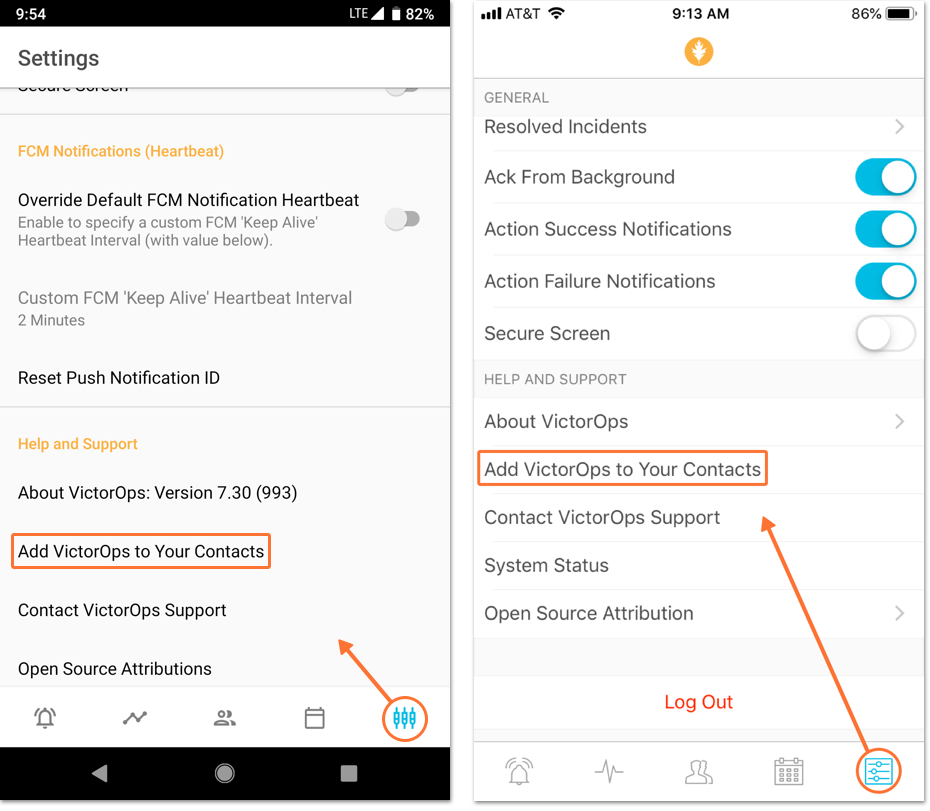 9:54
LTE
82%
Settings
Secure Screen
FCM Notifications (Heartbeat)
Override Default FCM Notification Heartbeat
Enable to specify a custom FCM 'Keep Alive'
Heartbeat Interval (with value below).
Custom FCM 'Keep Alive' Heartbeat Interval
2 Minutes
Reset Push Notification ID
Help and Support
About VictorOps: Version 7.30 (993)
Add VictorOps to Your Contacts
Contact VictorOps Support
Open Source Attributions
AT&T
9:13 AM
86%
GENERAL
Resolved Incidents
Ack From Background
Action Success Notifications
Action Failure Notifications
Secure Screen
HELP AND SUPPORT
About VictorOps
Add VictorOps to Your Contacts
Contact VictorOps Support
System Status
Open Source Attribution
Log Out